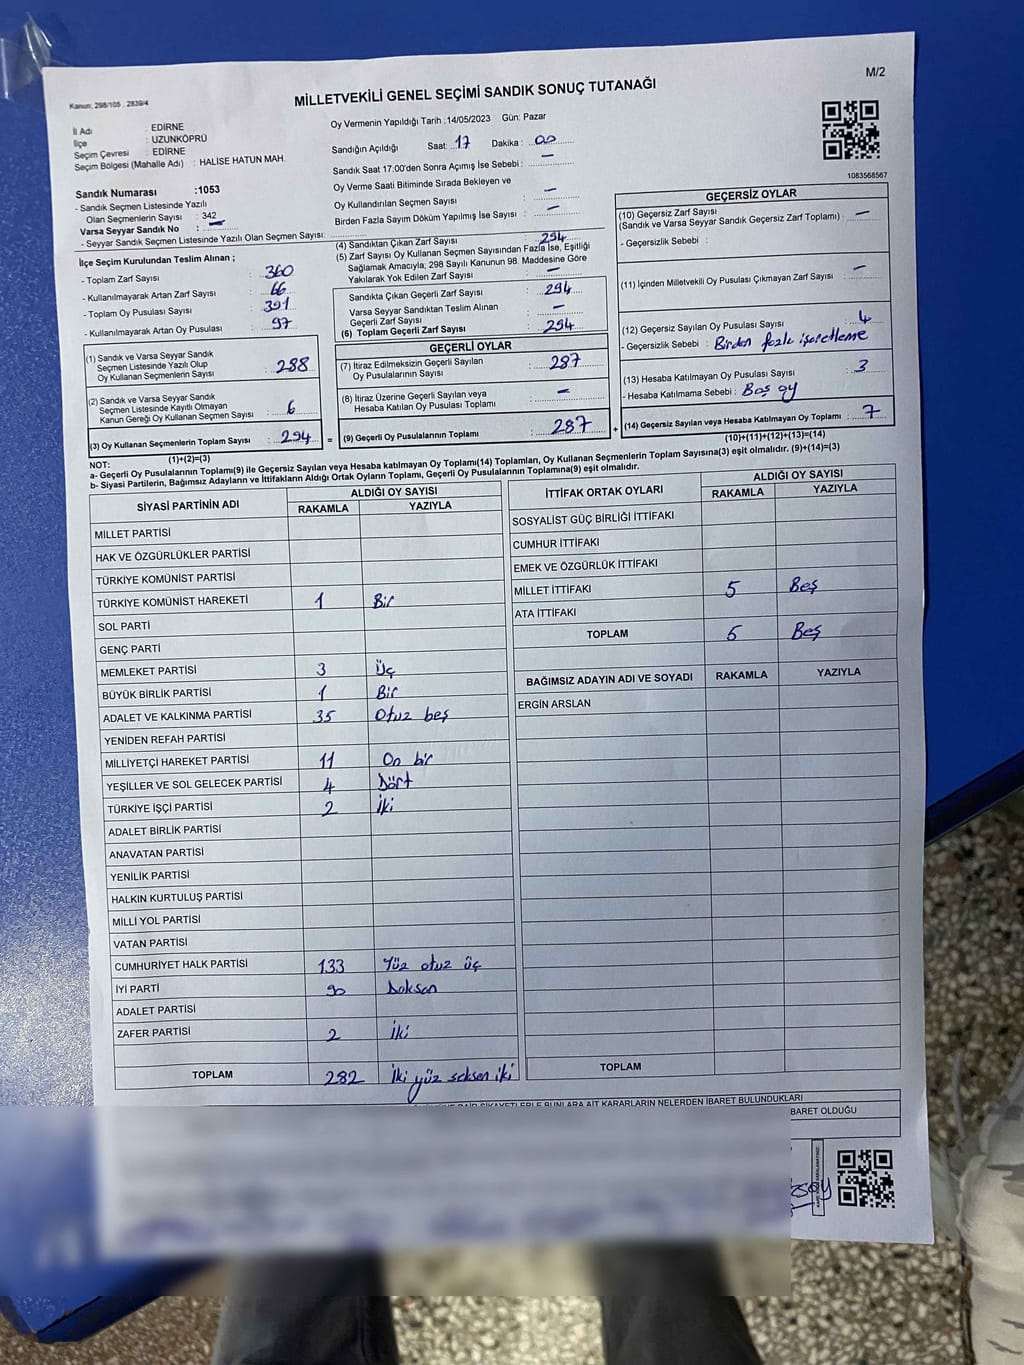 M/2
Kanun: 298/105 , 2839/4
MİLLETVEKİLİ GENEL SEÇİMİ SANDIK SONUÇ TUTANAĞI
İl Adı : EDİRNE
İlçe : UZUNKÖPRÜ
Seçim Çevresi : EDİRNE
Seçim Bölgesi (Mahalle Adı) : HALİSE HATUN MAH.
Sandık Numarası :1053
- Sandık Seçmen Listesinde Yazılı
Olan Seçmenlerin Sayısı : 342
Varsa Seyyar Sandık No : —
- Seyyar Sandık Seçmen Listesinde Yazılı Olan Seçmen Sayısı:
Oy Vermenin Yapıldığı Tarih :14/05/2023 Gün: Pazar
Sandığın Açıldığı Saat: 17 Dakika : 00
Sandık Saat 17:00'den Sonra Açımış İse Sebebi : —
Oy Verme Saati Bitiminde Sırada Bekleyen ve
Oy Kullandırılan Seçmen Sayısı : —
Birden Fazla Sayım Döküm Yapılmış İse Sayısı : —
1083568567
İlçe Seçim Kurulundan Teslim Alınan ;
- Toplam Zarf Sayısı : 360
- Kullanılmayarak Artan Zarf Sayısı : 66
- Toplam Oy Pusulası Sayısı : 391
- Kullanılmayarak Artan Oy Pusulası : 97
(1) Sandık ve Varsa Seyyar Sandık
Seçmen Listesinde Yazılı Olup
Oy Kullanan Seçmenlerin Sayısı : 288
(2) Sandık ve Varsa Seyyar Sandık
Seçmen Listesinde Kayıtlı Olmayan
Kanun Gereği Oy Kullanan Seçmen Sayısı : 6
(3) Oy Kullanan Seçmenlerin Toplam Sayısı : 294
(1)+(2)=(3)
(4) Sandıktan Çıkan Zarf Sayısı : 294
(5) Zarf Sayısı Oy Kullanan Seçmen Sayısından Fazla İse, Eşitliği
Sağlamak Amacıyla; 298 Sayılı Kanunun 98. Maddesine Göre
Yakılarak Yok Edilen Zarf Sayısı : —
Sandıkta Çıkan Geçerli Zarf Sayısı : 294
Varsa Seyyar Sandıktan Teslim Alınan
Geçerli Zarf Sayısı : —
(6) Toplam Geçerli Zarf Sayısı : 294
GEÇERLİ OYLAR
(7) İtiraz Edilmeksizin Geçerli Sayılan
Oy Pusulalarının Sayısı : 287
(8) İtiraz Üzerine Geçerli Sayılan veya
Hesaba Katılan Oy Pusulası Toplamı : —
= (9) Geçerli Oy Pusulalarının Toplamı : 287
GEÇERSİZ OYLAR
(10) Geçersiz Zarf Sayısı
(Sandık ve Varsa Seyyar Sandık Geçersiz Zarf Toplamı) : —
- Geçersizlik Sebebi :
(11) İçinden Milletvekili Oy Pusulası Çıkmayan Zarf Sayısı : —
(12) Geçersiz Sayılan Oy Pusulası Sayısı : 4
- Geçersizlik Sebebi : Birden fazla işaretleme
(13) Hesaba Katılmayan Oy Pusulası Sayısı : 3
- Hesaba Katılmama Sebebi : Boş oy
+ (14) Geçersiz Sayılan veya Hesaba Katılmayan Oy Toplamı : 7
(10)+(11)+(12)+(13)=(14)
NOT:
a- Geçerli Oy Pusulalarının Toplamı(9) ile Geçersiz Sayılan veya Hesaba katılmayan Oy Toplamı(14) Toplamları, Oy Kullanan Seçmenlerin Toplam Sayısına(3) eşit olmalıdır. (9)+(14)=(3)
b- Siyasi Partilerin, Bağımsız Adayların ve İttifakların Aldığı Ortak Oyların Toplamı, Geçerli Oy Pusulalarının Toplamına(9) eşit olmalıdır.
SİYASİ PARTİNİN ADI ALDIĞI OY SAYISI
RAKAMLA YAZIYLA
MİLLET PARTİSİ
HAK VE ÖZGÜRLÜKLER PARTİSİ
TÜRKİYE KOMÜNİST PARTİSİ
TÜRKİYE KOMÜNİST HAREKETİ 1 Bir
SOL PARTİ
GENÇ PARTİ
MEMLEKET PARTİSİ 3 Üç
BÜYÜK BİRLİK PARTİSİ 1 Bir
ADALET VE KALKINMA PARTİSİ 35 Otuz beş
YENİDEN REFAH PARTİSİ
MİLLİYETÇİ HAREKET PARTİSİ 11 On bir
YEŞİLLER VE SOL GELECEK PARTİSİ 4 Dört
TÜRKİYE İŞÇİ PARTİSİ 2 İki
ADALET BİRLİK PARTİSİ
ANAVATAN PARTİSİ
YENİLİK PARTİSİ
HALKIN KURTULUŞ PARTİSİ
MİLLİ YOL PARTİSİ
VATAN PARTİSİ
CUMHURİYET HALK PARTİSİ 133 Yüz otuz üç
İYİ PARTİ 90 Doksan
ADALET PARTİSİ
ZAFER PARTİSİ 2 İki
TOPLAM 282 İki yüz seksen iki
İTTİFAK ORTAK OYLARI ALDIĞI OY SAYISI
RAKAMLA YAZIYLA
SOSYALİST GÜÇ BİRLİĞİ İTTİFAKI
CUMHUR İTTİFAKI
EMEK VE ÖZGÜRLÜK İTTİFAKI
MİLLET İTTİFAKI 5 Beş
ATA İTTİFAKI
TOPLAM 5 Beş
BAĞIMSIZ ADAYIN ADI VE SOYADI RAKAMLA YAZIYLA
ERGİN ARSLAN
TOPLAM
KARARLARIN NELERDEN İBARET BULUNDUKLARI
BARET OLDUĞU